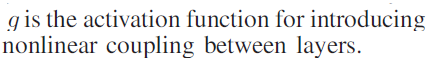 g is the activation function for introducing
nonlinear coupling between layers.